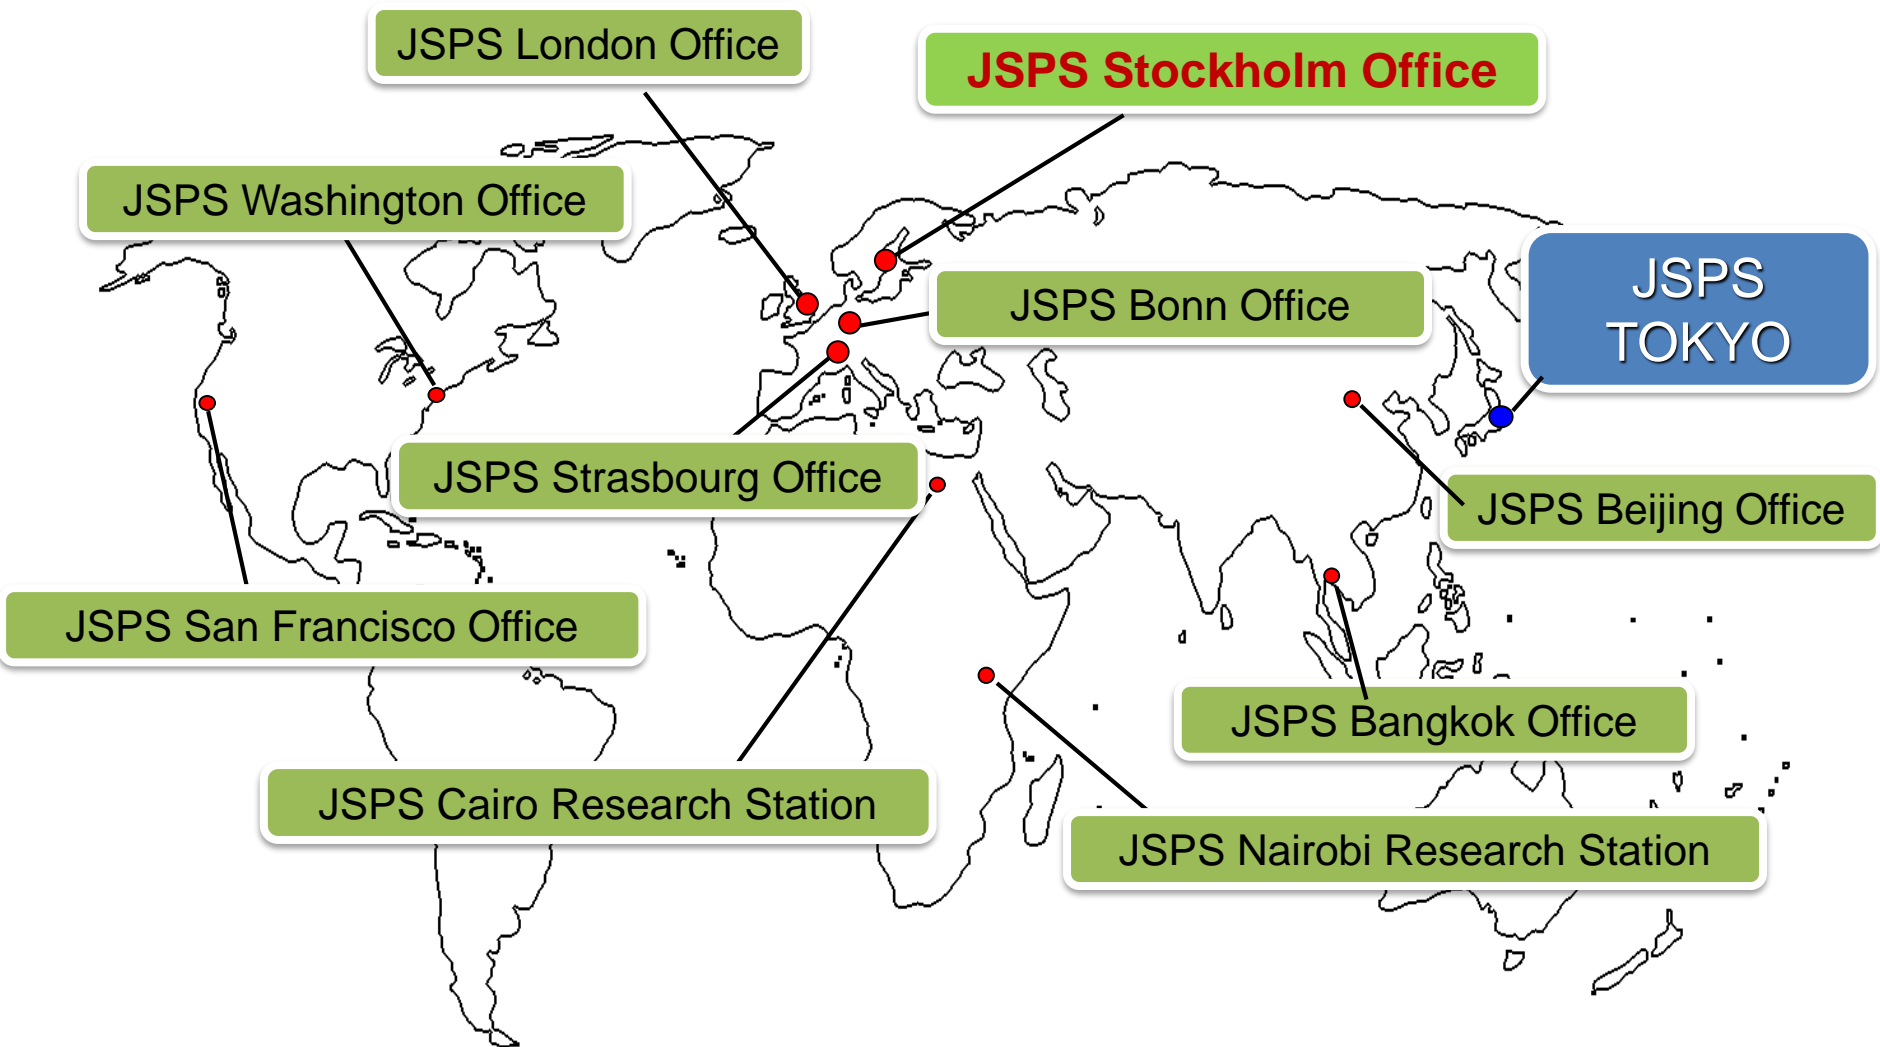 JSPS London Office
JSPS Stockholm Office
JSPS Washington Office
JSPS Bonn Office
JSPS
TOKYO
JSPS Strasbourg Office
JSPS Beijing Office
JSPS San Francisco Office
JSPS Bangkok Office
JSPS Cairo Research Station
JSPS Nairobi Research Station